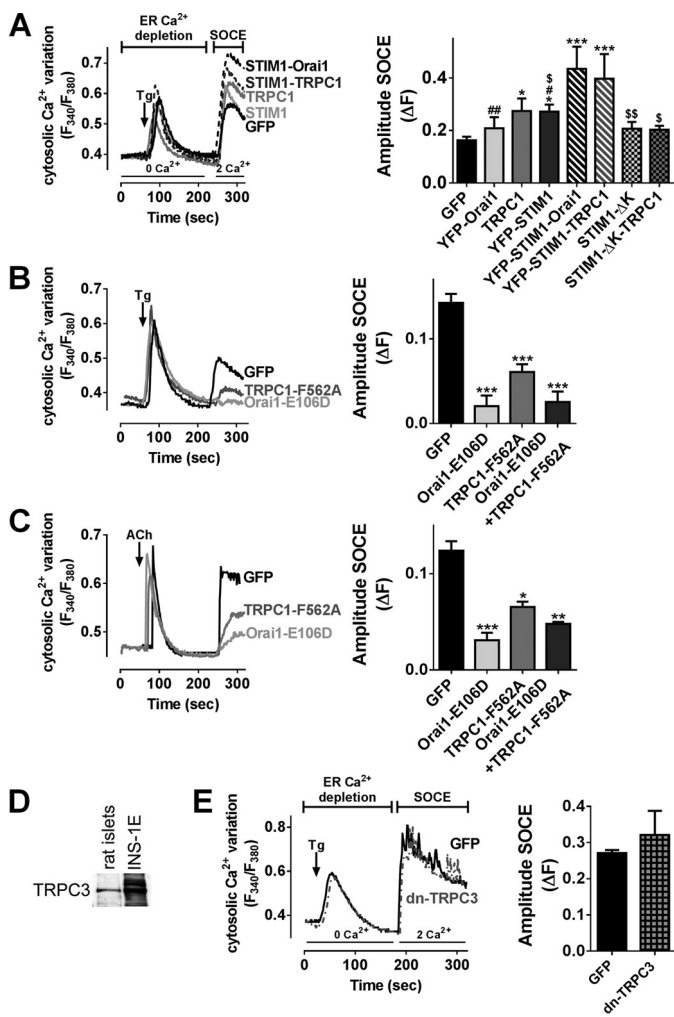 A
ER Ca2+
depletion
SOCE
cytosolic Ca2+ variation
(F340/F380)
0.7
0.6
0.5
0.4
Tg
STIM1-Orai1
STIM1-TRPC1
TRPC1
STIM1
GFP
0 Ca2+
2 Ca2+
0 100 200 300
Time (sec)
Amplitude SOCE
(ΔF)
0.4
0.2
0.0
##
*
$
#
*
***
***
$$
$
GFP
YFP-Orai1
TRPC1
YFP-STIM1
YFP-STIM1-Orai1
YFP-STIM1-TRPC1
STIM1-ΔK
STIM1-ΔK-TRPC1
B
cytosolic Ca2+ variation
(F340/F380)
0.7
0.6
0.5
0.4
Tg
GFP
TRPC1-F562A
Orai1-E106D
0 100 200 300
Time (sec)
Amplitude SOCE
(ΔF)
0.1
0.0
***
***
***
GFP
Orai1-E106D
TRPC1-F562A
Orai1-E106D
+TRPC1-F562A
C
cytosolic Ca2+ variation
(F340/F380)
0.7
0.6
0.5
ACh
GFP
TRPC1-F562A
Orai1-E106D
0 100 200 300
Time (sec)
Amplitude SOCE
(ΔF)
0.1
0.0
***
*
**
GFP
Orai1-E106D
TRPC1-F562A
Orai1-E106D
+TRPC1-F562A
D
rat islets
INS-1E
TRPC3
E
ER Ca2+
depletion
SOCE
cytosolic Ca2+ variation
(F340/F380)
0.8
0.6
0.4
Tg
GFP
dn-TRPC3
0 Ca2+
2 Ca2+
0 100 200 300
Time (sec)
Amplitude SOCE
(ΔF)
0.4
0.3
0.2
0.1
0.0
GFP
dn-TRPC3